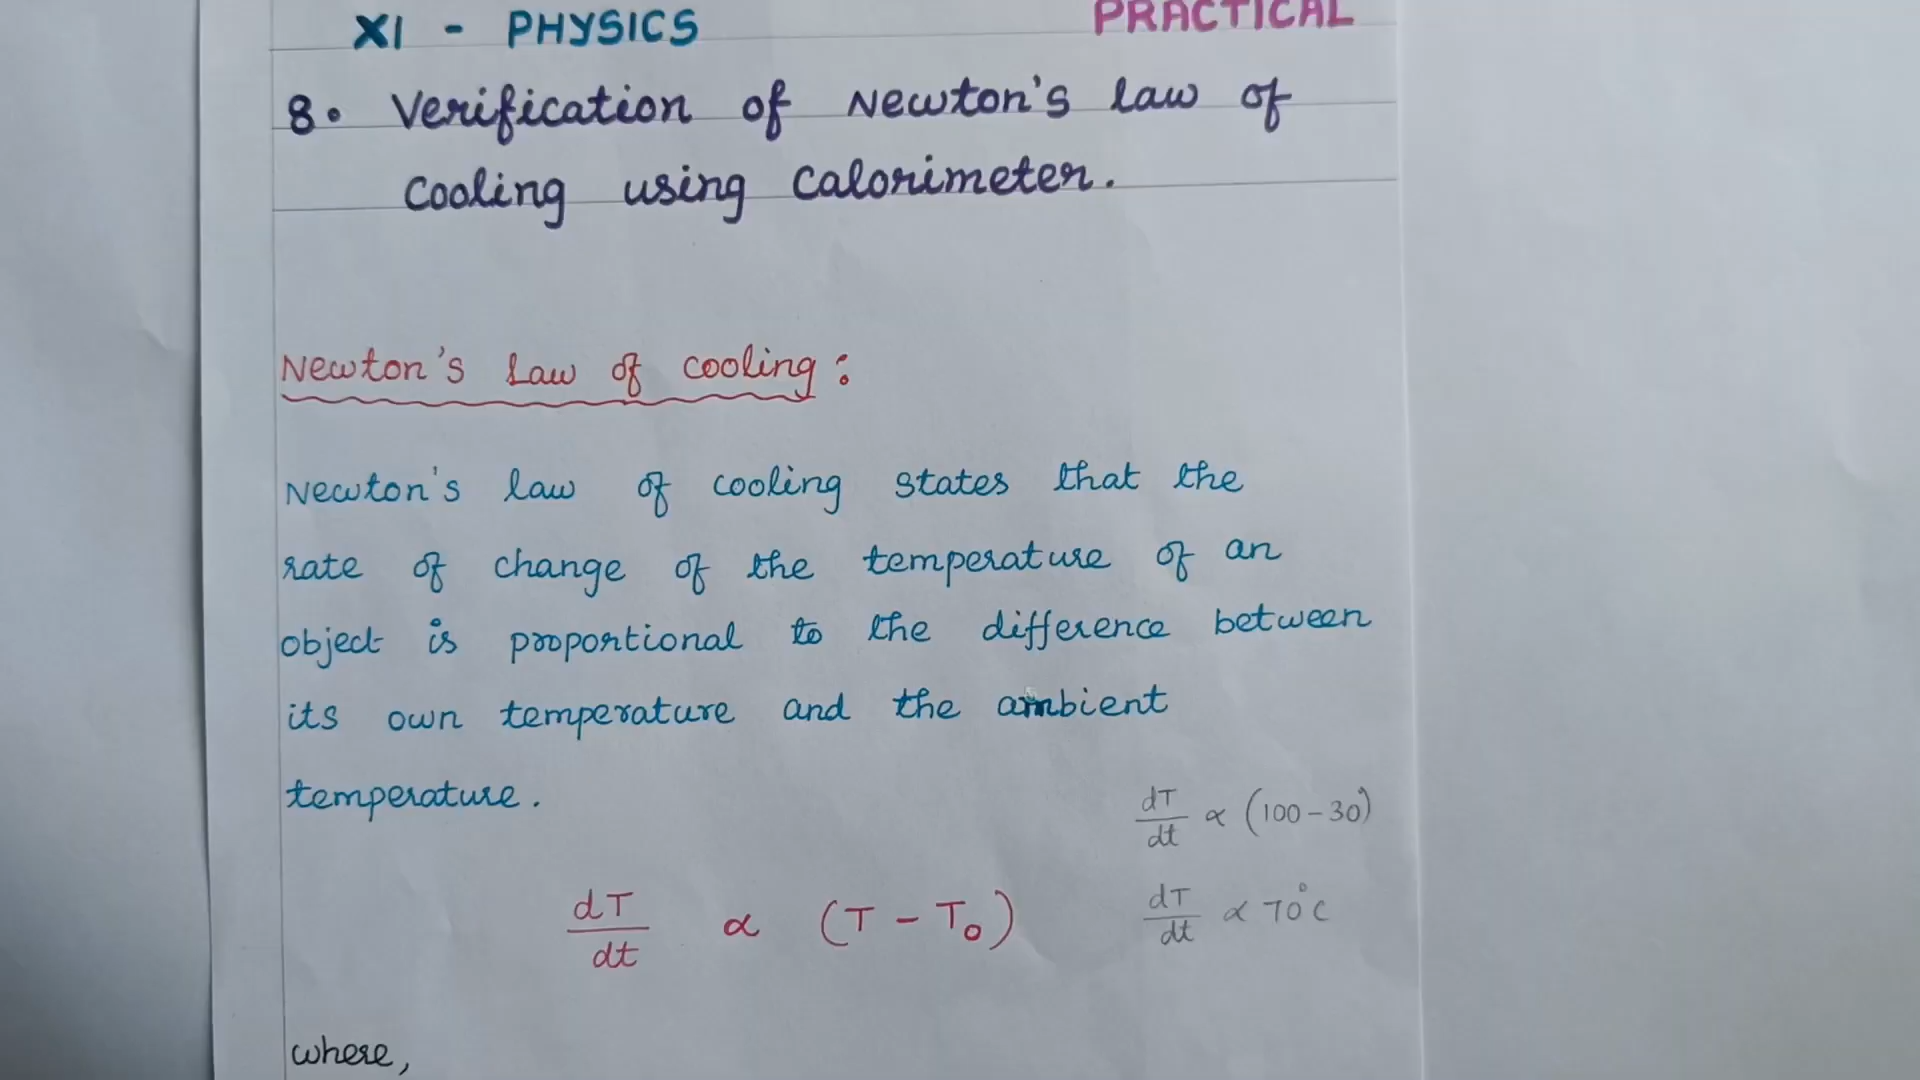 XI - PHYSICS PRACTICAL
8. Verification of Newton's law of
cooling using calorimeter.
Newton's Law of cooling:
Newton's law of cooling states that the
rate of change of the temperature of an
object is proportional to the difference between
its own temperature and the ambient
temperature.
dT/dt ∝ (100-30)
dT/dt ∝ (T - T₀)
dT/dt ∝ 70°C
where,